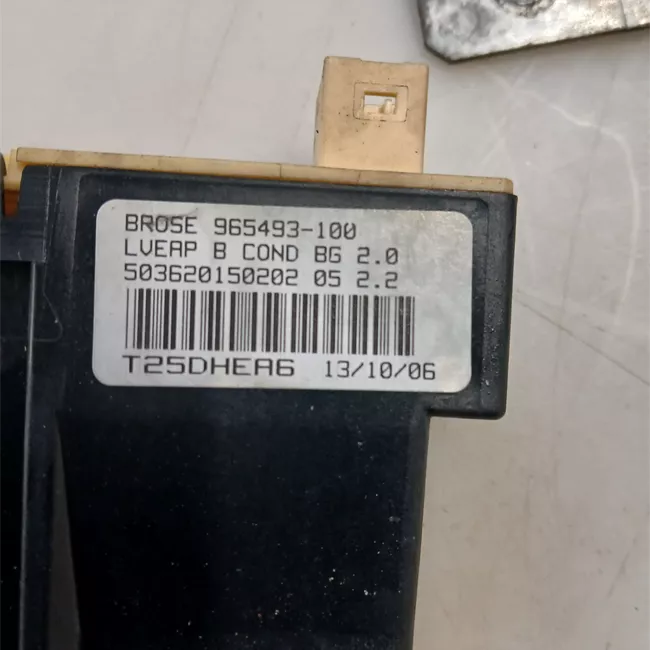 BROSE 965493-100
LVEAP B COND BG 2.0
503620150202 05 2.2
T25DHEA6 13/10/06